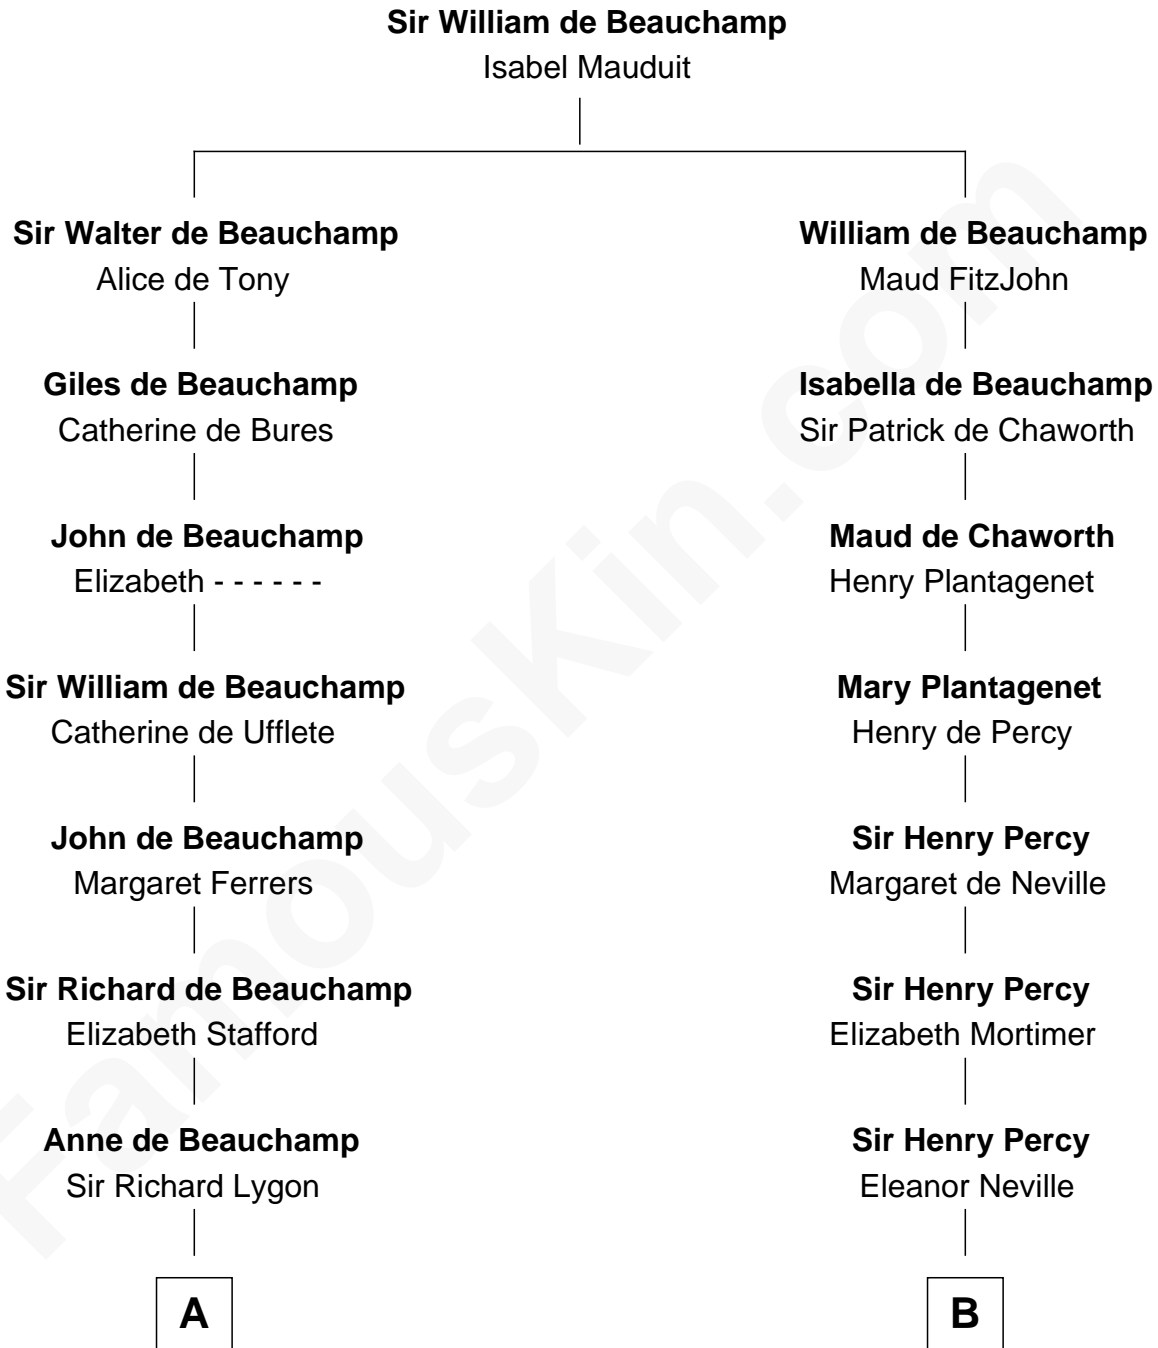 Sir William de Beauchamp
Isabel Mauduit
Sir Walter de Beauchamp
Alice de Tony
William de Beauchamp
Maud FitzJohn
Giles de Beauchamp
Catherine de Bures
Isabella de Beauchamp
Sir Patrick de Chaworth
John de Beauchamp
Elizabeth - - - - - -
Maud de Chaworth
Henry Plantagenet
Sir William de Beauchamp
Catherine de Ufflete
Mary Plantagenet
Henry de Percy
John de Beauchamp
Margaret Ferrers
Sir Henry Percy
Margaret de Neville
Sir Richard de Beauchamp
Elizabeth Stafford
Sir Henry Percy
Elizabeth Mortimer
Anne de Beauchamp
Sir Richard Lygon
Sir Henry Percy
Eleanor Neville
A
B
FamousKin.com